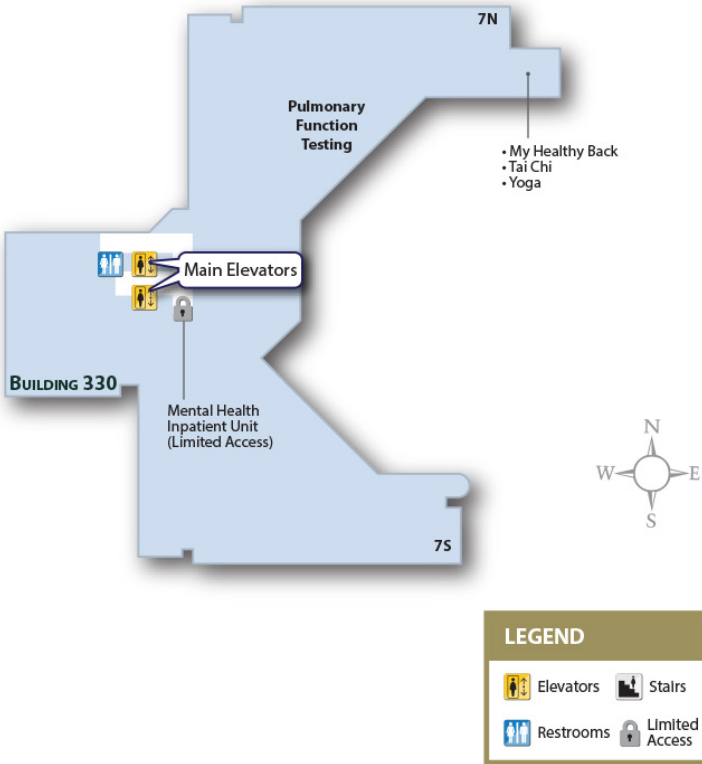 7N
Pulmonary
Function
Testing
• My Healthy Back
• Tai Chi
• Yoga
Main Elevators
BUILDING 330
Mental Health
Inpatient Unit
(Limited Access)
N
W
E
S
7S
LEGEND
Elevators
Stairs
Restrooms
Limited
Access